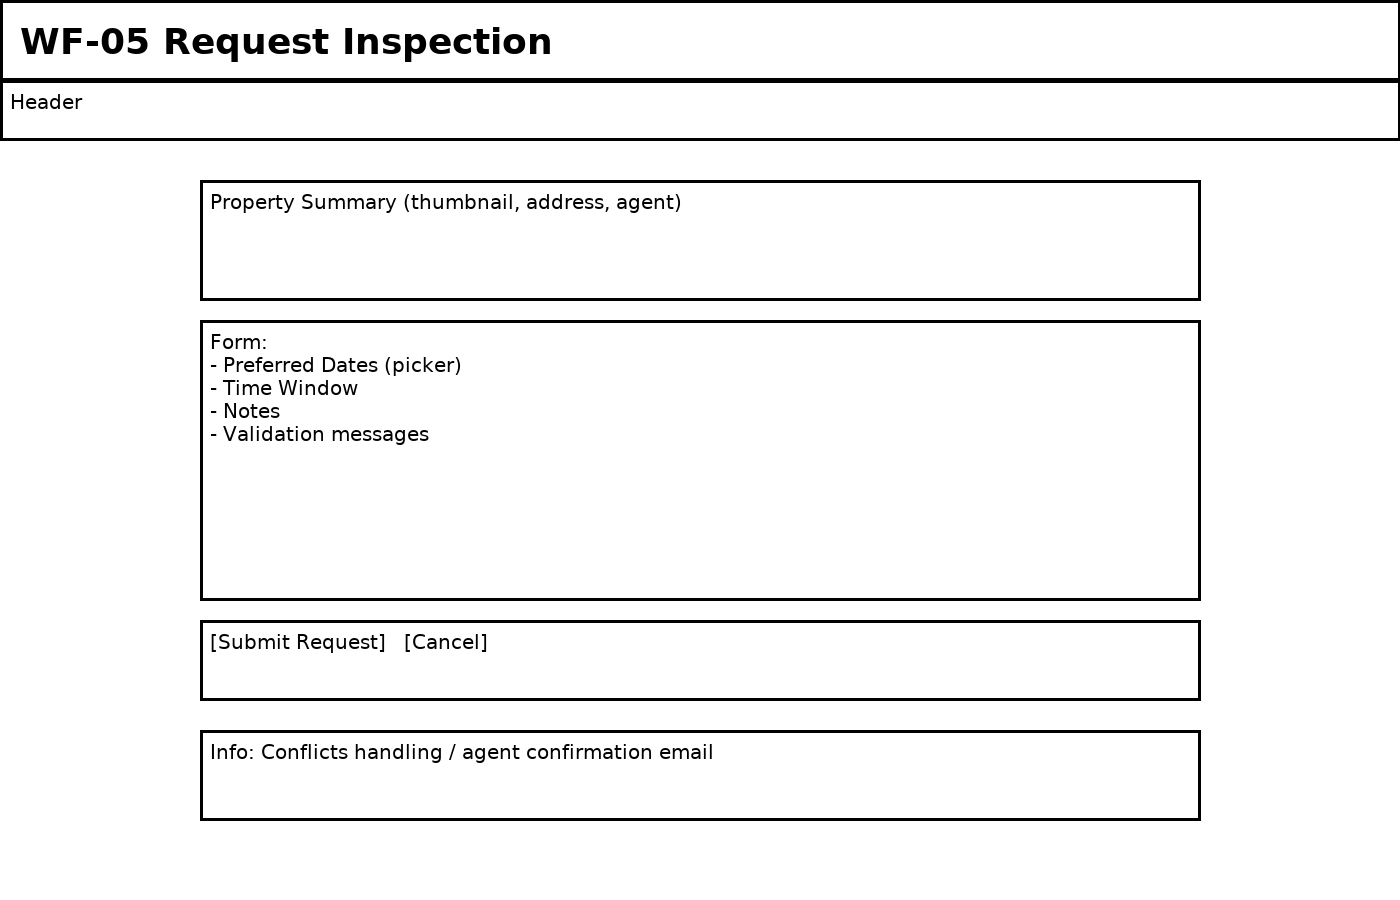 WF-05 Request Inspection
Header
Property Summary (thumbnail, address, agent)
Form:
- Preferred Dates (picker)
- Time Window
- Notes
- Validation messages
[Submit Request]   [Cancel]
Info: Conflicts handling / agent confirmation email